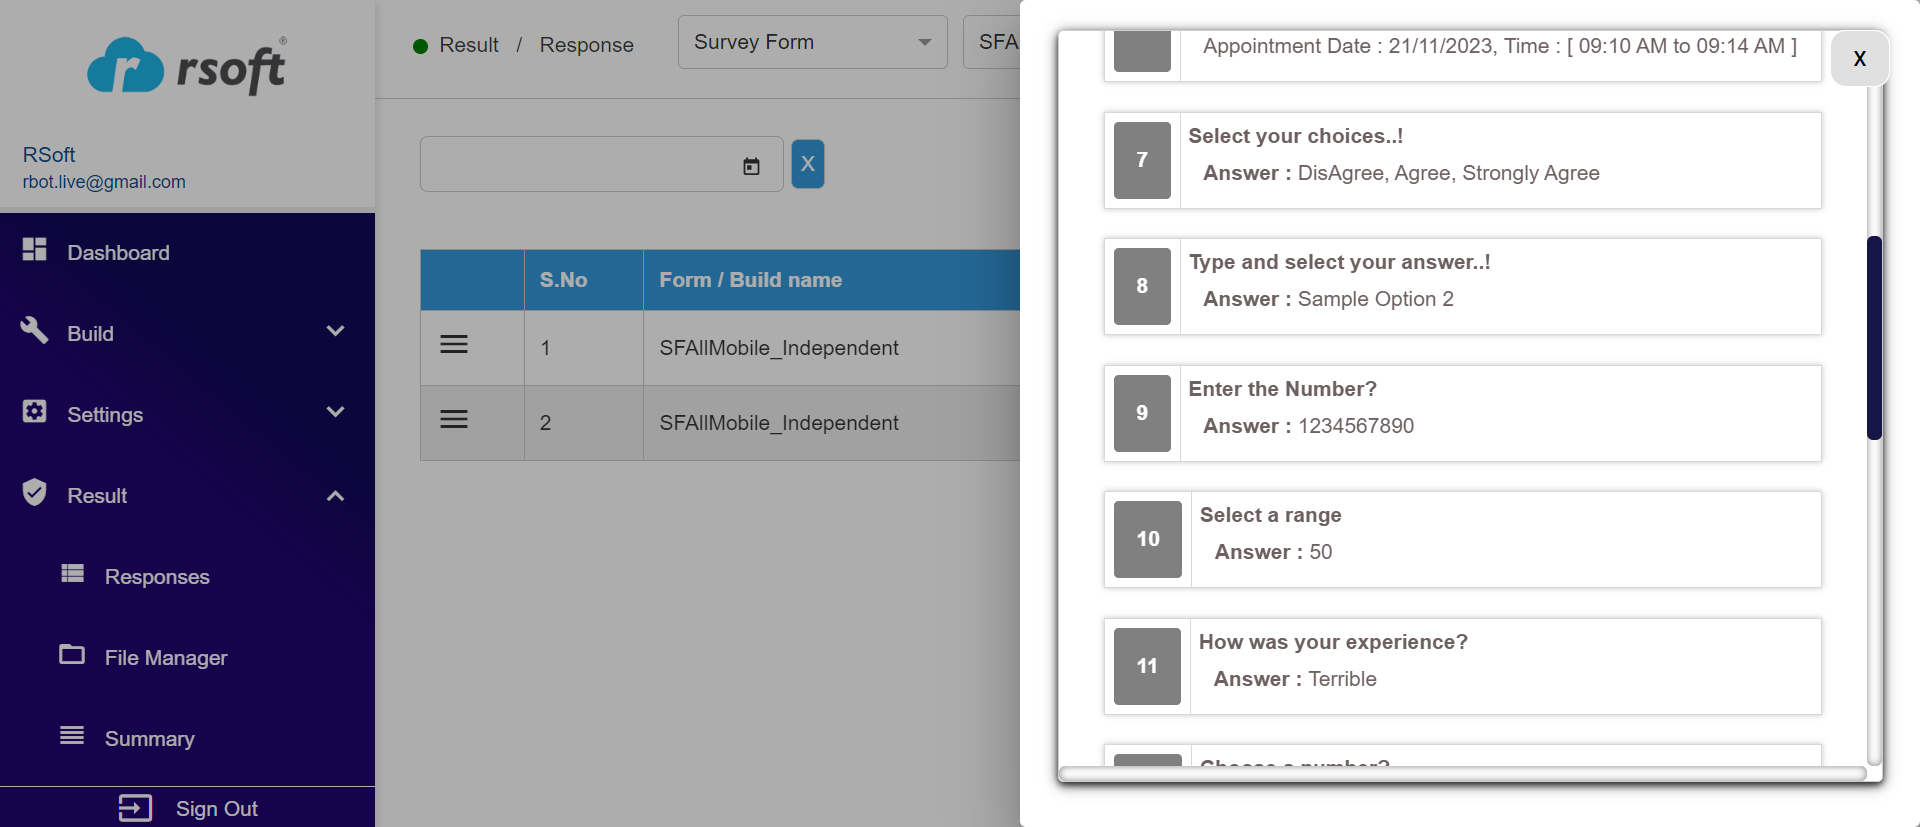 rsoft®
RSoft
rbot.live@gmail.com
Dashboard
Build
Settings
Result
Responses
File Manager
Summary
Sign Out
Result / Response
Survey Form
SFA
X
S.No
Form / Build name
1
SFAllMobile_Independent
2
SFAllMobile_Independent
X
Appointment Date : 21/11/2023, Time : [ 09:10 AM to 09:14 AM ]
7
Select your choices..!
Answer : DisAgree, Agree, Strongly Agree
8
Type and select your answer..!
Answer : Sample Option 2
9
Enter the Number?
Answer : 1234567890
10
Select a range
Answer : 50
11
How was your experience?
Answer : Terrible
Choose a number?